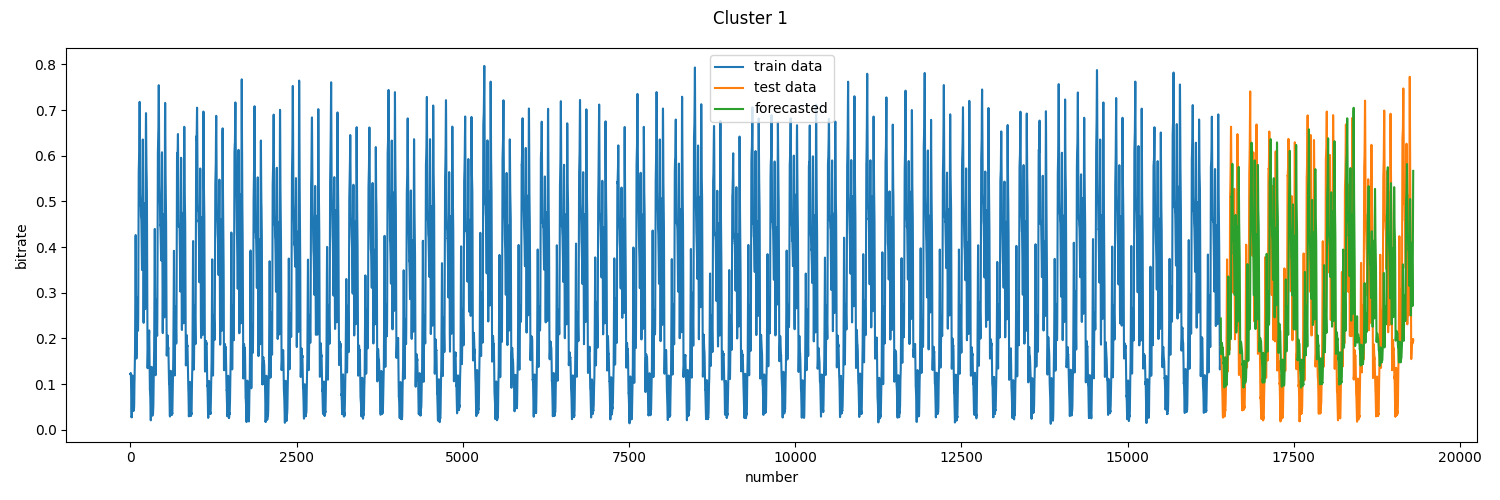 Cluster 1
train data
test data
forecasted
bitrate
0.8
0.7
0.6
0.5
0.4
0.3
0.2
0.1
0.0
0 2500 5000 7500 10000 12500 15000 17500 20000
number